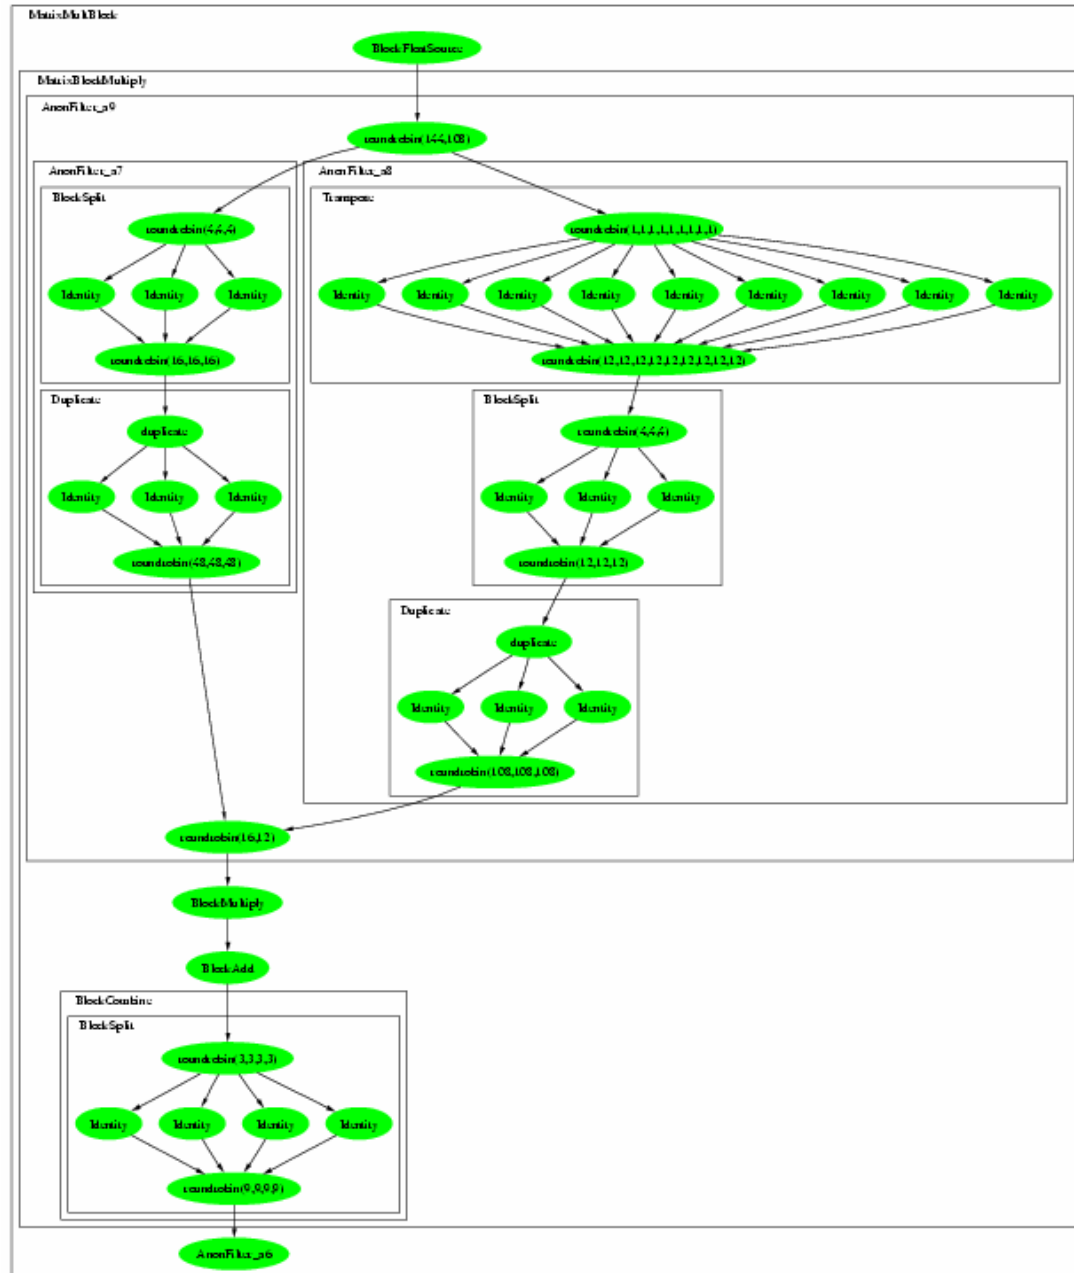 MatrixMultBlock
BlockFloatSource
MatrixBlockMultiply
AnonFilter_a9
roundrobin(144,108)
AnonFilter_a7
AnonFilter_a8
BlockSplit
Transpose
roundrobin(4,4,4)
roundrobin(1,1,1,1,1,1,1,1,1)
Identity Identity Identity
Identity Identity Identity Identity Identity Identity Identity Identity Identity
roundrobin(16,16,16)
roundrobin(12,12,12,12,12,12,12,12,12)
Duplicate
BlockSplit
duplicate
roundrobin(4,4,4)
Identity Identity Identity
Identity Identity Identity
roundrobin(48,48,48)
roundrobin(12,12,12)
Duplicate
duplicate
Identity Identity Identity
roundrobin(108,108,108)
roundrobin(16,12)
BlockMultiply
BlockAdd
BlockCombine
BlockSplit
roundrobin(3,3,3,3)
Identity Identity Identity Identity
roundrobin(9,9,9,9)
AnonFilter_a6